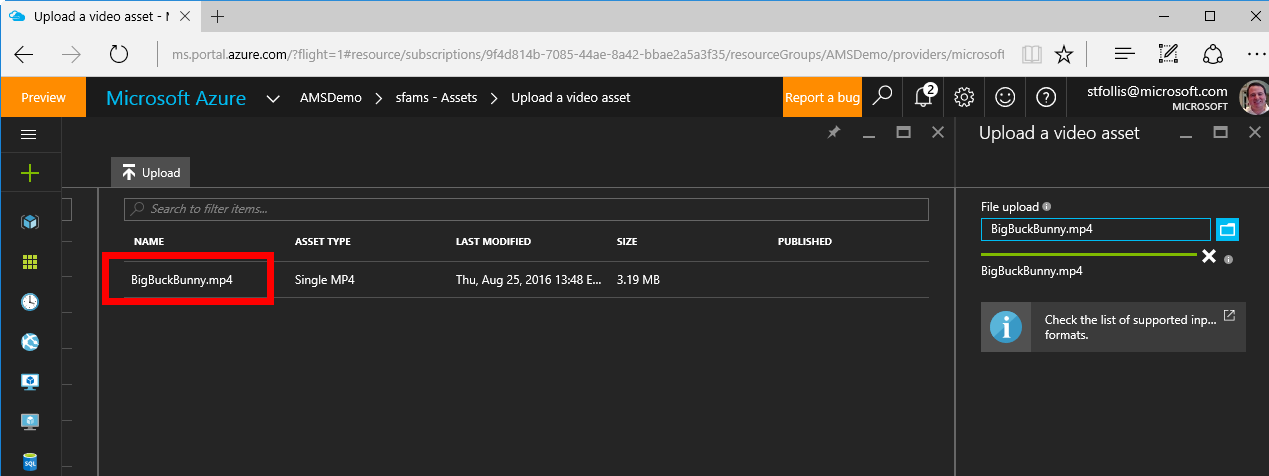 Upload a video asset - M
ms.portal.azure.com/?flight=1#resource/subscriptions/9f4d814b-7085-44ae-8a42-bbae2a5a3f35/resourceGroups/AMSDemo/providers/microsoft
Preview
Microsoft Azure
AMSDemo
sfams - Assets
Upload a video asset
Report a bug
2
stfollis@microsoft.com
MICROSOFT
Upload
Search to filter items...
NAME ASSET TYPE LAST MODIFIED SIZE PUBLISHED
BigBuckBunny.mp4 Single MP4 Thu, Aug 25, 2016 13:48 E... 3.19 MB
Upload a video asset
File upload
BigBuckBunny.mp4
BigBuckBunny.mp4
Check the list of supported inp...
formats.
SQL